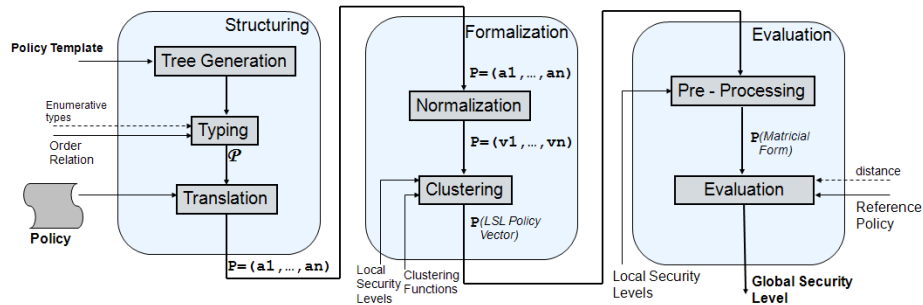 Structuring
Policy Template
Tree Generation
Enumerative
types
Typing
Order
Relation
𝒫
Translation
Policy
P=(a1,…,an)
Formalization
P=(a1,…,an)
Normalization
P=(v1,…,vn)
Clustering
P(LSL Policy
Vector)
Local
Security
Levels
Clustering
Functions
Evaluation
Pre - Processing
P(Matricial
Form)
Evaluation
distance
Reference
Policy
Local Security
Levels
Global Security
Level